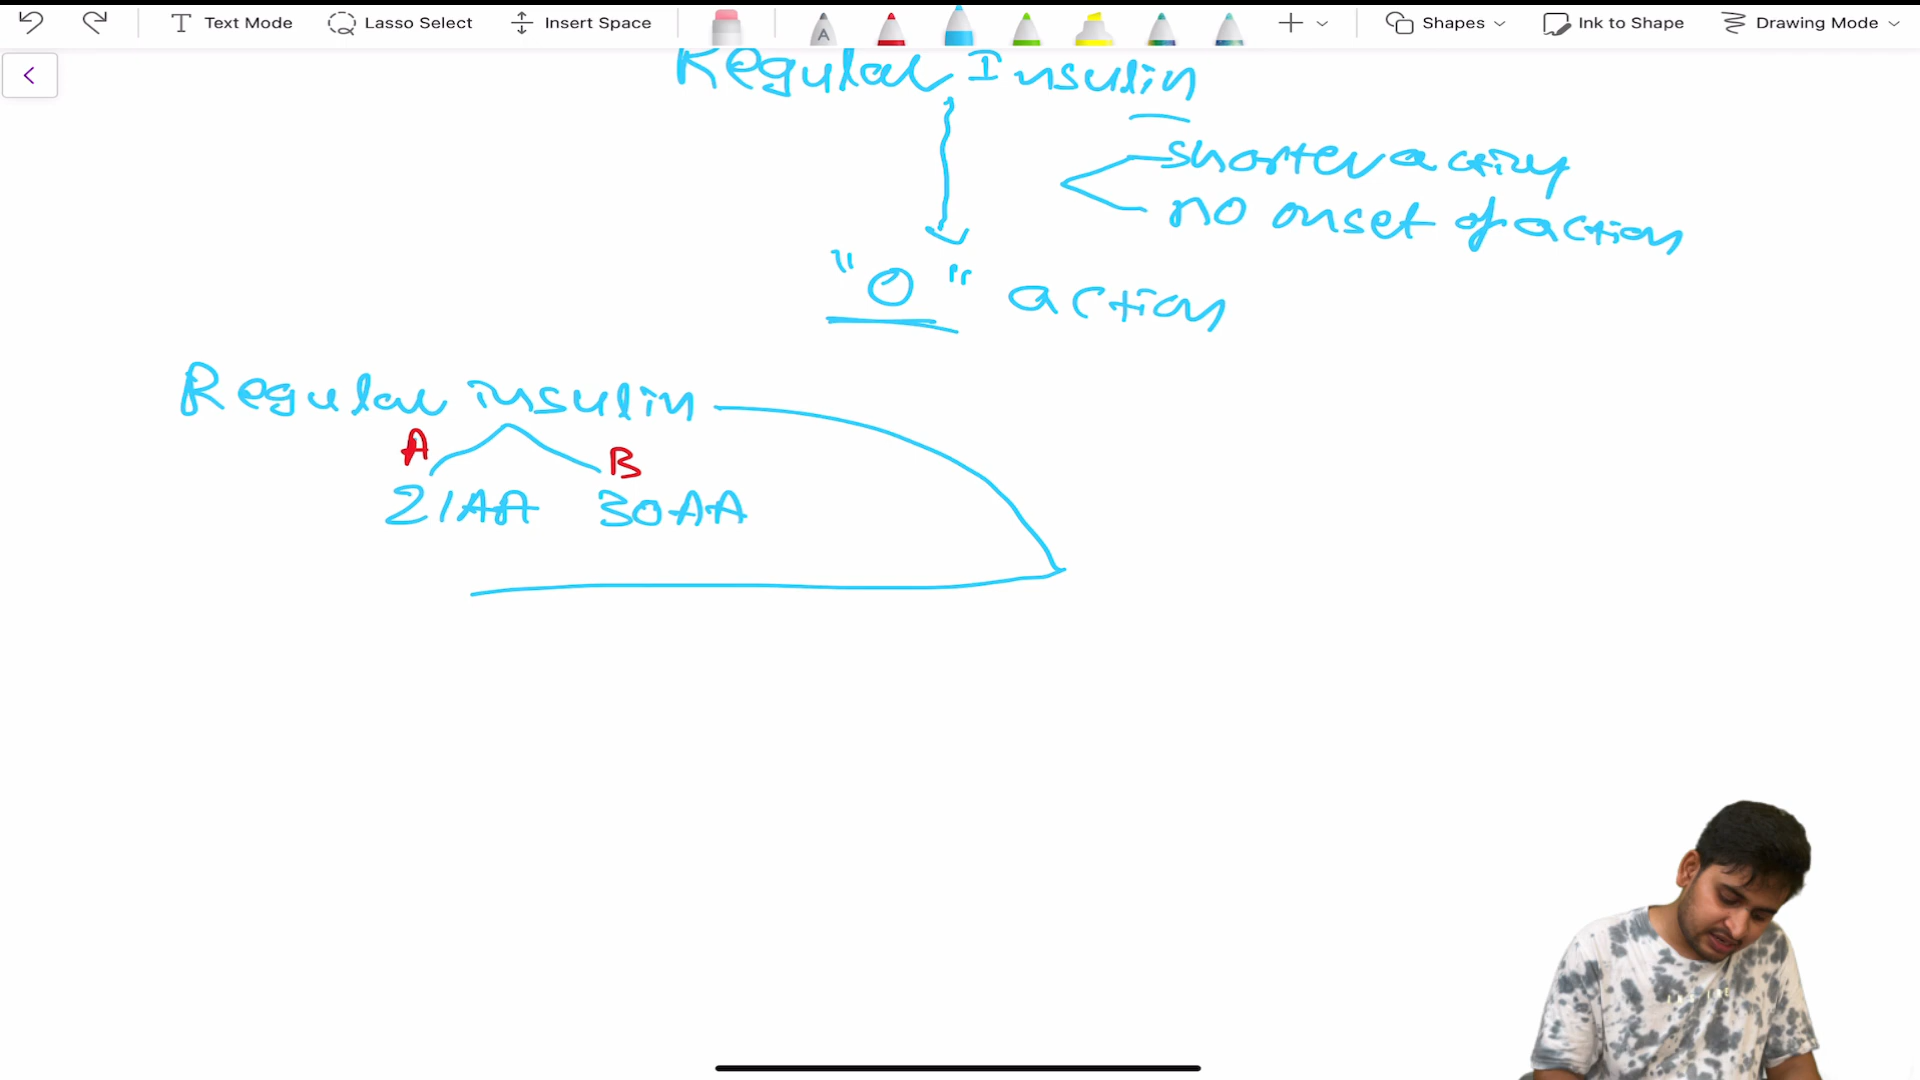 Text Mode Lasso Select Insert Space A Shapes Ink to Shape Drawing Mode
Regular Insulin
shorter acting
no onset of action
"O" action
Regular insulin
A B
21AA 30AA